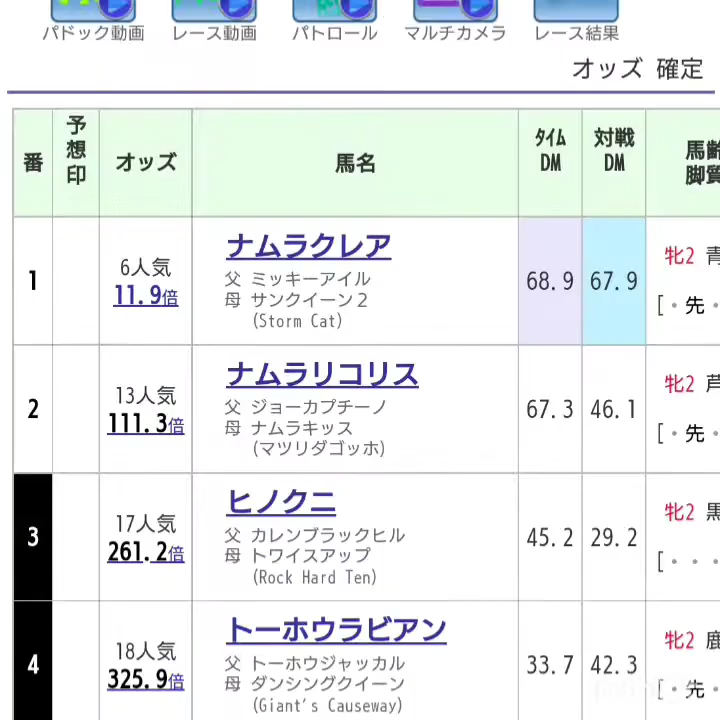 パドック動画 レース動画 パトロール マルチカメラ レース結果
オッズ 確定
番 予想印 オッズ 馬名 タイムDM 対戦DM 馬齢脚質
1 6人気 11.9倍 ナムラクレア 68.9 67.9 牝2 青
父 ミッキーアイル
母 サンクイーン2 [・先・
(Storm Cat)
2 13人気 111.3倍 ナムラリコリス 67.3 46.1 牝2 芦
父 ジョーカプチーノ
母 ナムラキッス [・先・
(マツリダゴッホ)
3 17人気 261.2倍 ヒノクニ 45.2 29.2 牝2 黒
父 カレンブラックヒル
母 トワイスアップ [・・・
(Rock Hard Ten)
4 18人気 325.9倍 トーホウラビアン 33.7 42.3 牝2 鹿
父 トーホウジャッカル
母 ダンシングクイーン [・先・
(Giant's Causeway)